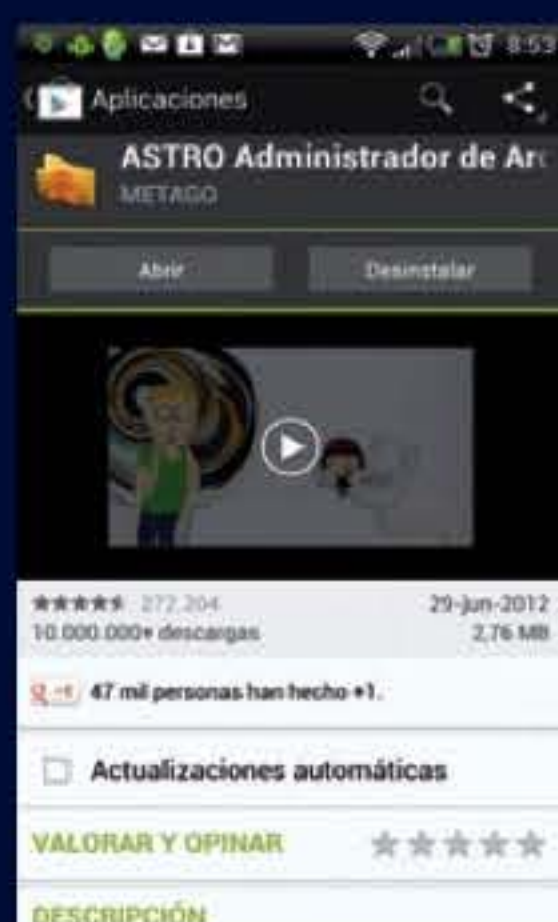 8:53
Aplicaciones
ASTRO Administrador de Ar
METAGO
Abrir
Desinstalar
272.204
29-jun-2012
10.000.000+ descargas
2,76 MB
47 mil personas han hecho +1.
Actualizaciones automáticas
VALORAR Y OPINAR
DESCRIPCIÓN